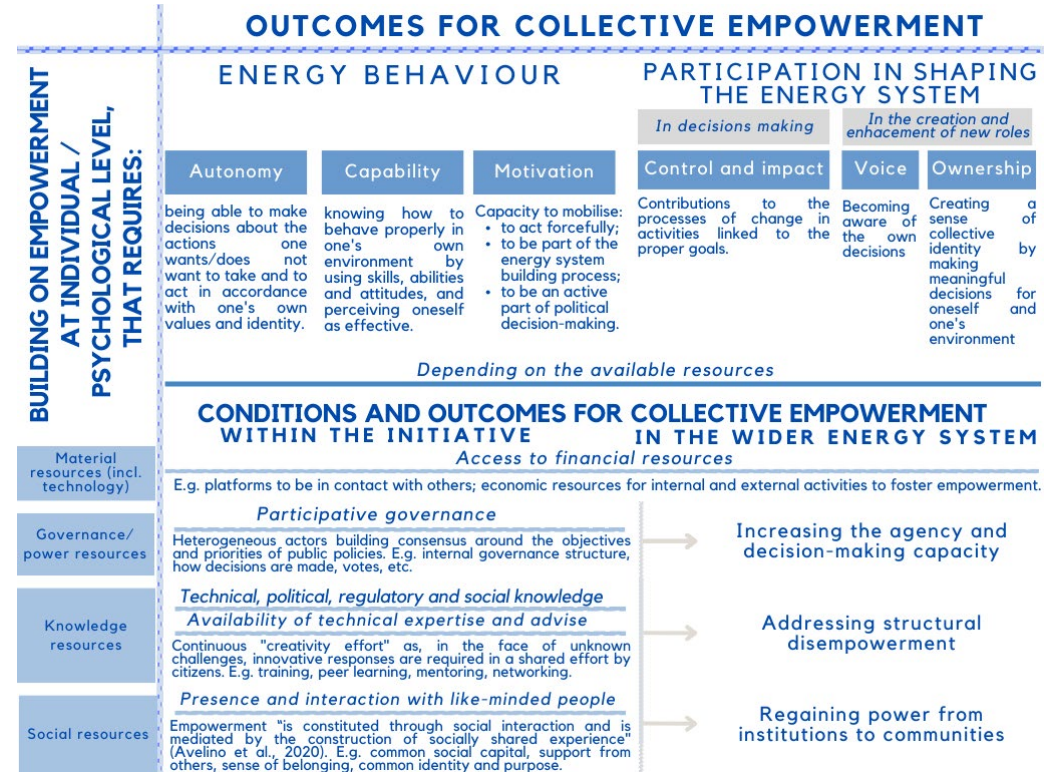 OUTCOMES FOR COLLECTIVE EMPOWERMENT
BUILDING ON EMPOWERMENT
AT INDIVIDUAL /
PSYCHOLOGICAL LEVEL,
THAT REQUIRES:
ENERGY BEHAVIOUR
PARTICIPATION IN SHAPING
THE ENERGY SYSTEM
In decisions making
In the creation and
enhacement of new roles
Autonomy
being able to make
decisions about the
actions one
wants/does not
want to take and to
act in accordance
with one's own
values and identity.
Capability
knowing how to
behave properly in
one's own
environment by
using skills, abilities
and attitudes, and
perceiving oneself
as effective.
Motivation
Capacity to mobilise:
• to act forcefully;
• to be part of the
energy system
building process;
• to be an active
part of political
decision-making.
Control and impact
Contributions to the
processes of change in
activities linked to the
proper goals.
Voice
Becoming
aware of
the own
decisions
Ownership
Creating a
sense of
collective
identity by
making
meaningful
decisions for
oneself and
one's
environment
Depending on the available resources
CONDITIONS AND OUTCOMES FOR COLLECTIVE EMPOWERMENT
WITHIN THE INITIATIVE
IN THE WIDER ENERGY SYSTEM
Material
resources (incl.
technology)
Access to financial resources
E.g. platforms to be in contact with others; economic resources for internal and external activities to foster empowerment.
Governance/
power resources
Participative governance
Heterogeneous actors building consensus around the objectives
and priorities of public policies. E.g. internal governance structure,
how decisions are made, votes, etc.
Increasing the agency and
decision-making capacity
Knowledge
resources
Technical, political, regulatory and social knowledge
Availability of technical expertise and advise
Continuous "creativity effort" as, in the face of unknown
challenges, innovative responses are required in a shared effort by
citizens. E.g. training, peer learning, mentoring, networking.
Addressing structural
disempowerment
Social resources
Presence and interaction with like-minded people
Empowerment "is constituted through social interaction and is
mediated by the construction of socially shared experience"
(Avelino et al., 2020). E.g. common social capital, support from
others, sense of belonging, common identity and purpose.
Regaining power from
institutions to communities